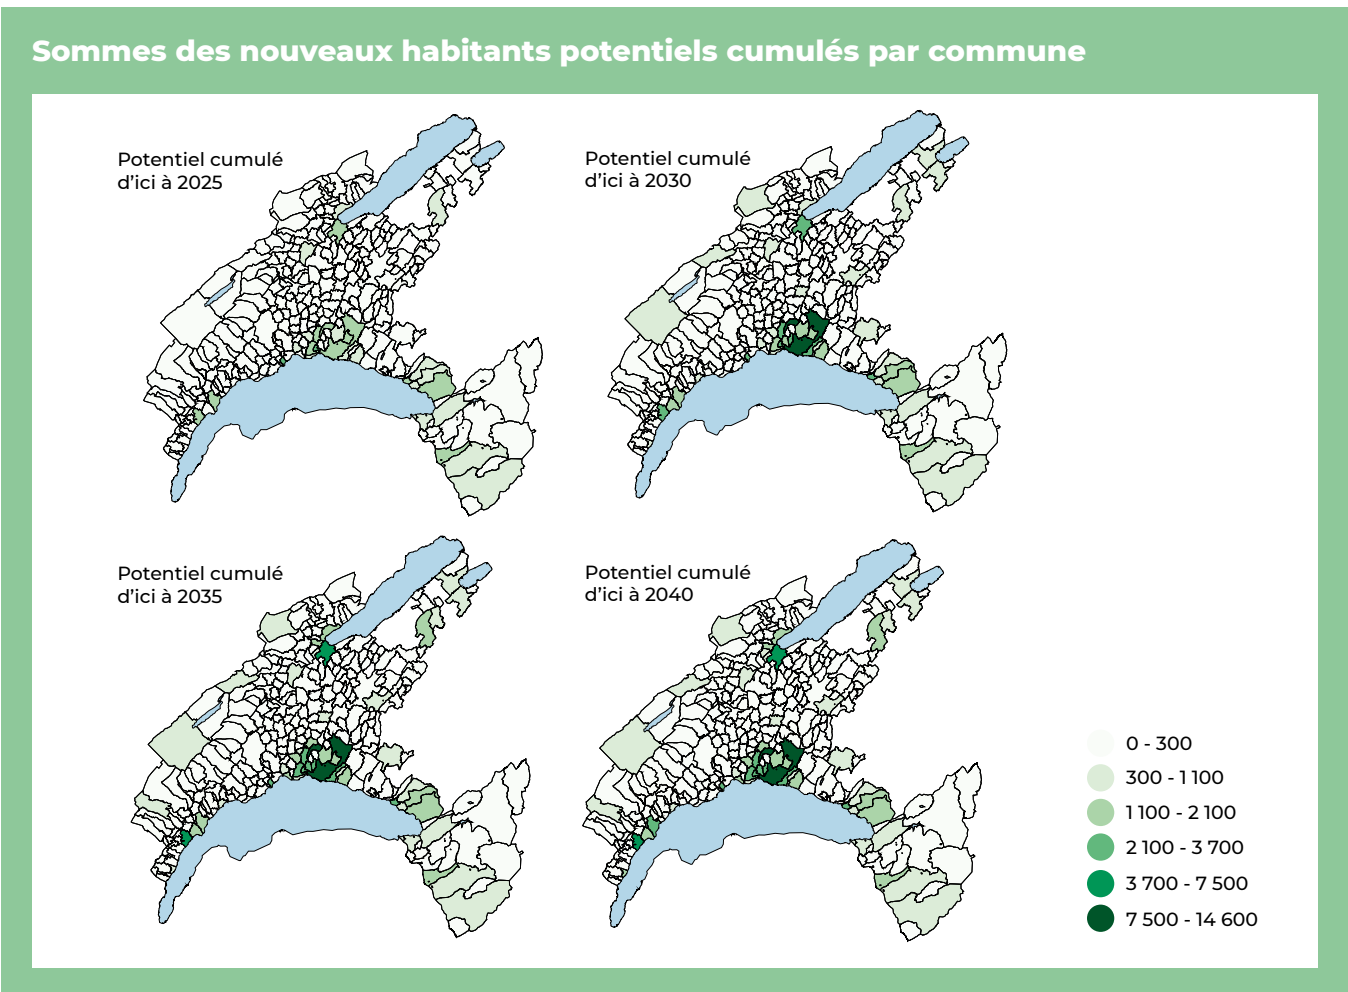 Sommes des nouveaux habitants potentiels cumulés par commune
Potentiel cumulé
d'ici à 2025
Potentiel cumulé
d'ici à 2030
Potentiel cumulé
d'ici à 2035
Potentiel cumulé
d'ici à 2040
0 - 300
300 - 1 100
1 100 - 2 100
2 100 - 3 700
3 700 - 7 500
7 500 - 14 600